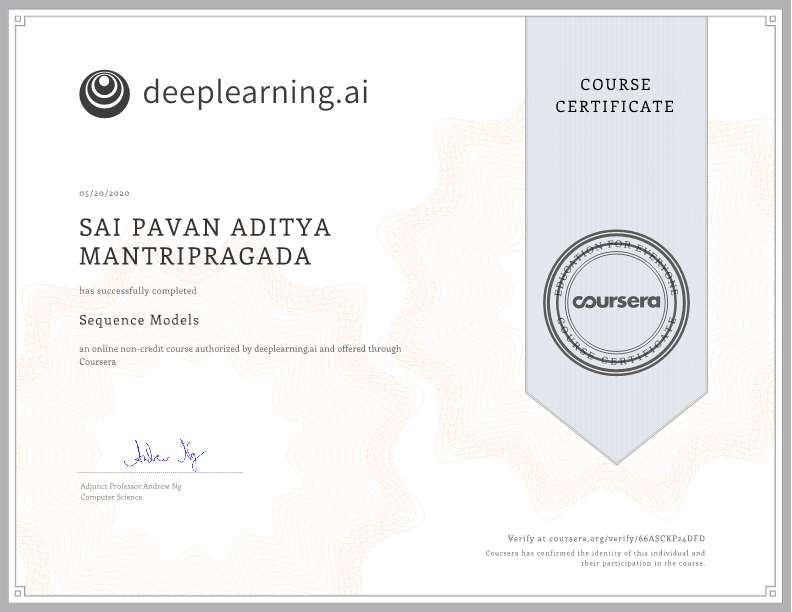 deeplearning.ai
COURSE
CERTIFICATE
05/20/2020
SAI PAVAN ADITYA
MANTRIPRAGADA
has successfully completed
Sequence Models
an online non-credit course authorized by deeplearning.ai and offered through
Coursera
EDUCATION FOR EVERYONE
coursera
COURSE CERTIFICATE
Andrew Ng
Adjunct Professor Andrew Ng
Computer Science
Verify at coursera.org/verify/66ASCKP24DFD
Coursera has confirmed the identity of this individual and
their participation in the course.